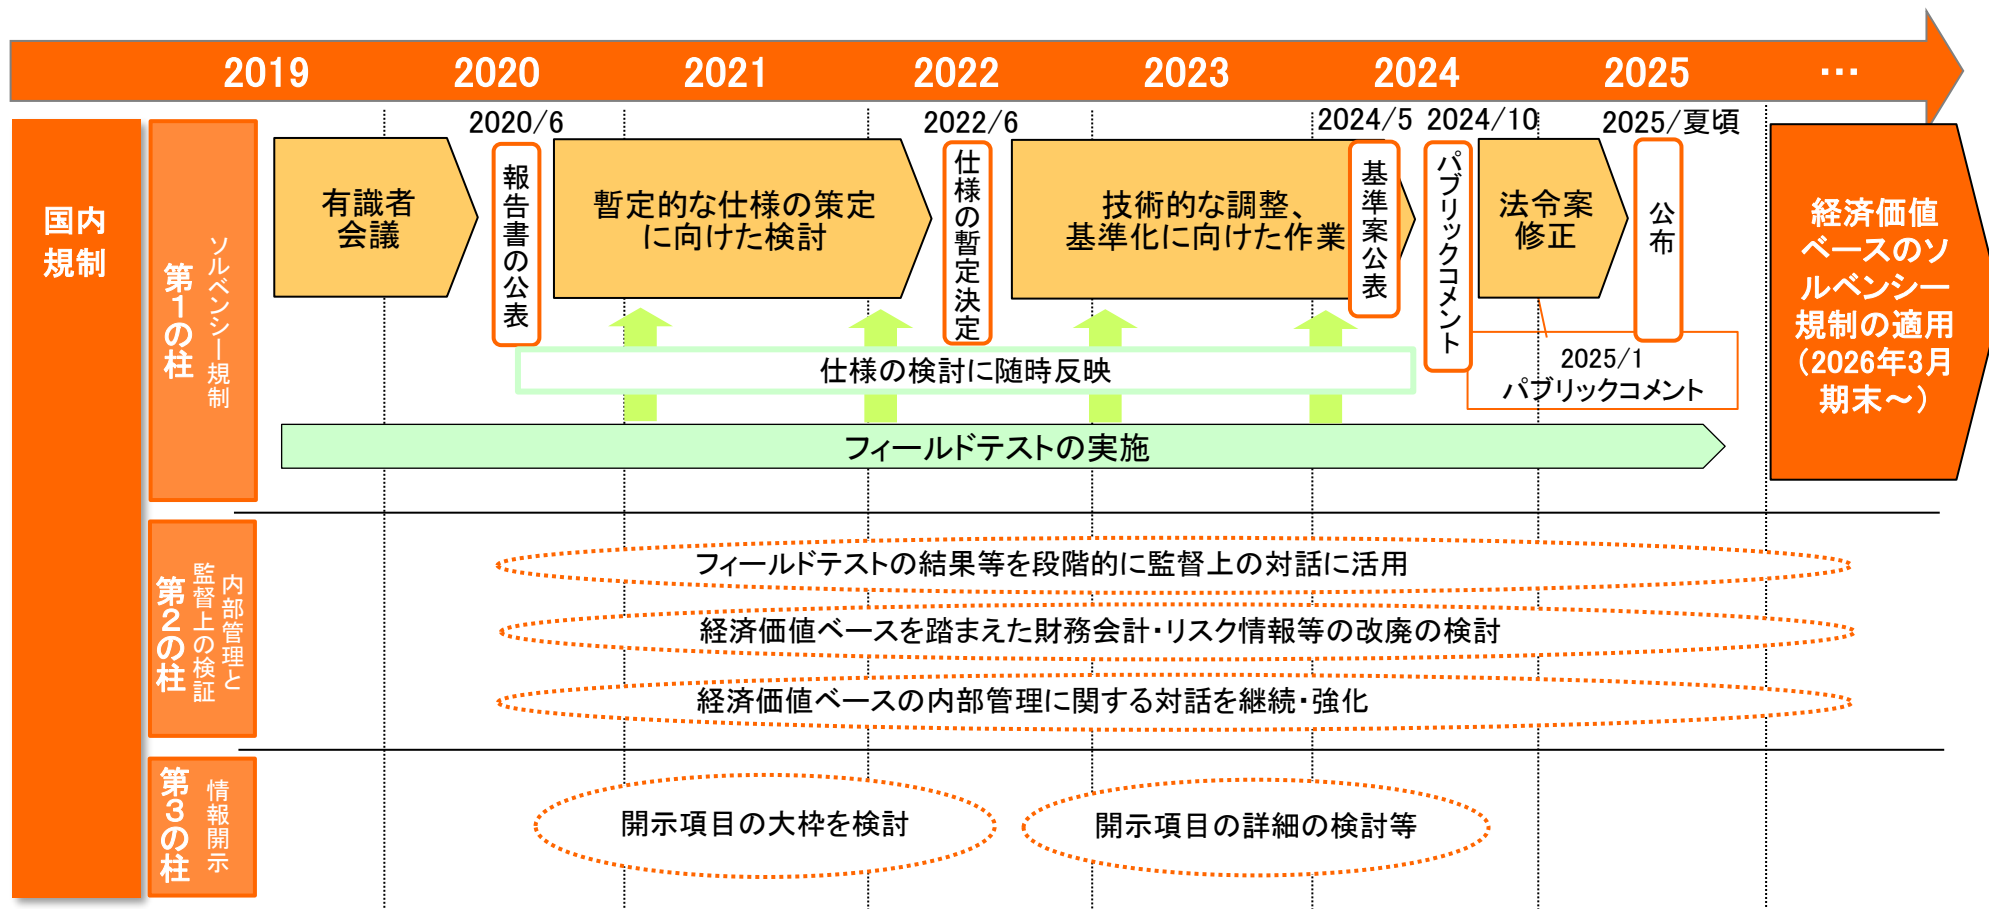 2019 2020 2021 2022 2023 2024 2025 …
国内
規制
第1の柱
ソルベンシー規制
有識者
会議
2020/6
報告書の公表
暫定的な仕様の策定
に向けた検討
2022/6
仕様の暫定決定
技術的な調整、
基準化に向けた作業
2024/5
基準案公表
2024/10
パブリックコメント
法令案
修正
2025/夏頃
公布
2025/1
パブリックコメント
仕様の検討に随時反映
フィールドテストの実施
経済価値
ベースのソ
ルベンシー
規制の適用
(2026年3月
期末~)
第2の柱
内部管理と
監督上の検証
フィールドテストの結果等を段階的に監督上の対話に活用
経済価値ベースを踏まえた財務会計・リスク情報等の改廃の検討
経済価値ベースの内部管理に関する対話を継続・強化
第3の柱
情報開示
開示項目の大枠を検討
開示項目の詳細の検討等